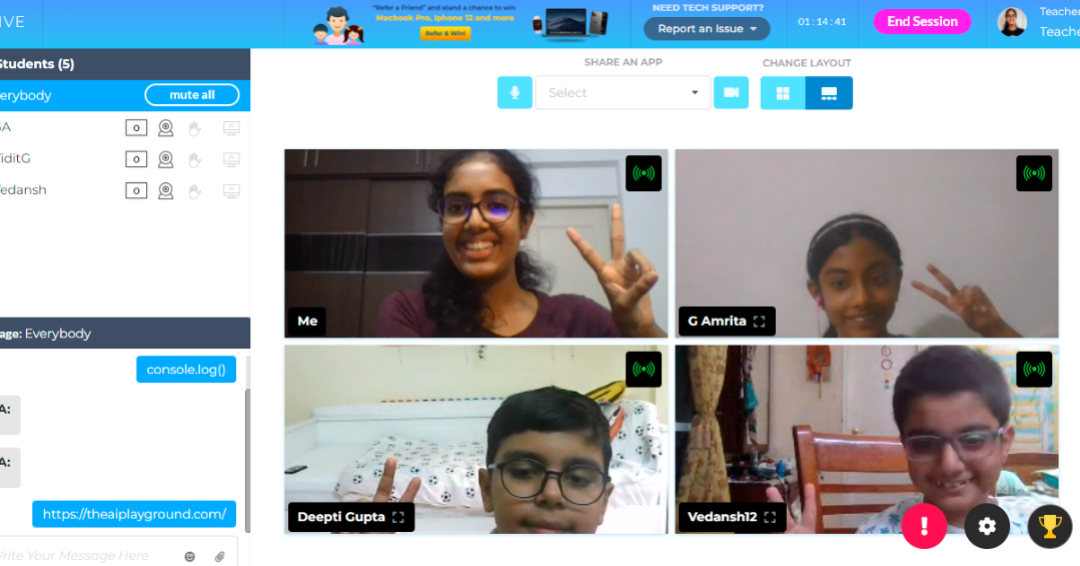 IVE
"Refer a Friend" and stand a chance to win
Macbook Pro, Iphone 12 and more
Refer & Win!
NEED TECH SUPPORT?
Report an Issue
01:14:41
End Session
Teacher
Teache
Students (5)
erybody
mute all
SHARE AN APP
CHANGE LAYOUT
Select
A
0
iditG
0
edansh
0
Me
G Amrita
age: Everybody
console.log()
A:
A:
https://theaiplayground.com/
Write Your Message Here
Deepti Gupta
Vedansh12